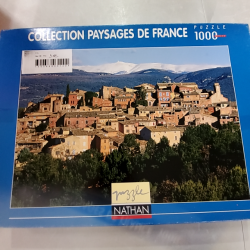 COLLECTION PAYSAGES DE FRANCE
PUZZLE
1000
puzzle
NATHAN